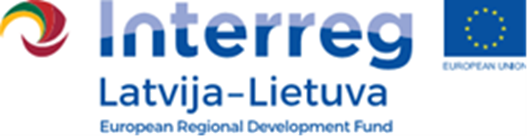 Interreg
EUROPEAN UNION
Latvija–Lietuva
European Regional Development Fund